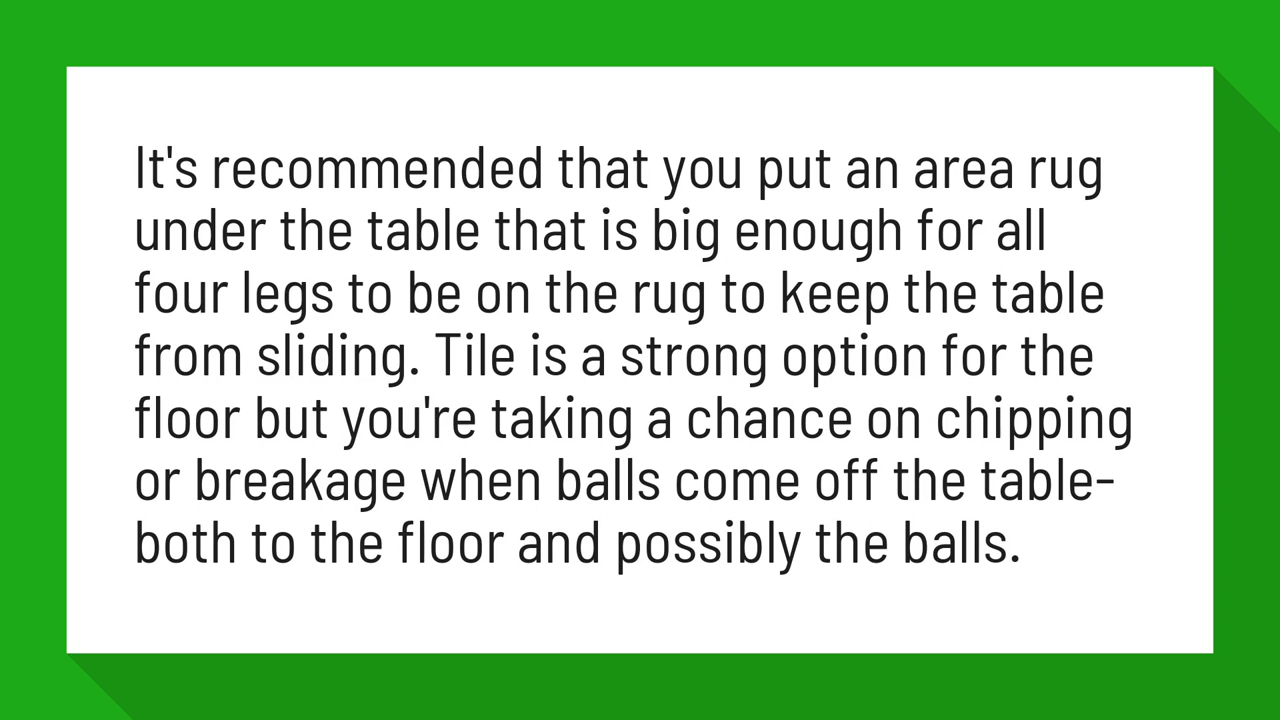 It's recommended that you put an area rug
under the table that is big enough for all
four legs to be on the rug to keep the table
from sliding. Tile is a strong option for the
floor but you're taking a chance on chipping
or breakage when balls come off the table-
both to the floor and possibly the balls.